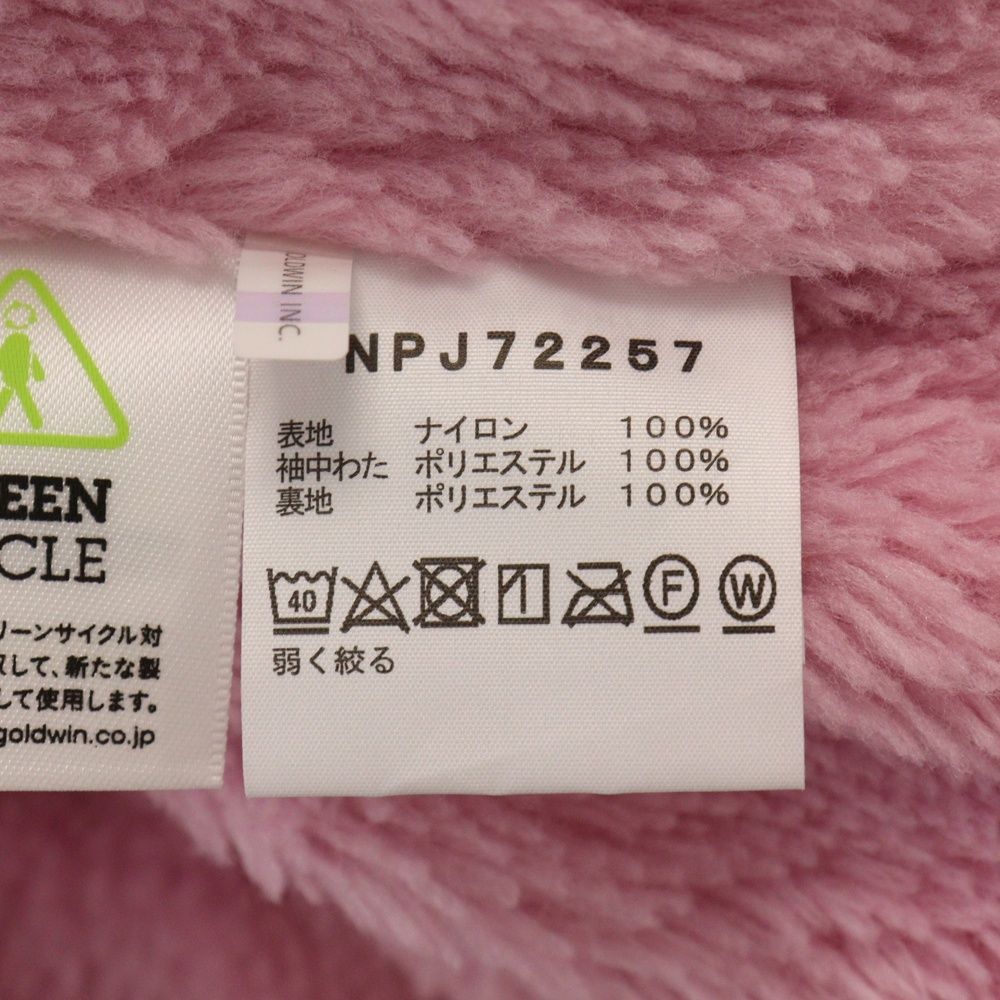 OLDWIN INC.
NPJ72257
表地 ナイロン 100%
袖中わた ポリエステル 100%
裏地 ポリエステル 100%
40
F
W
弱く絞る
EEN
CLE
リーンサイクル対
して、新たな製
して使用します。
goldwin.co.jp